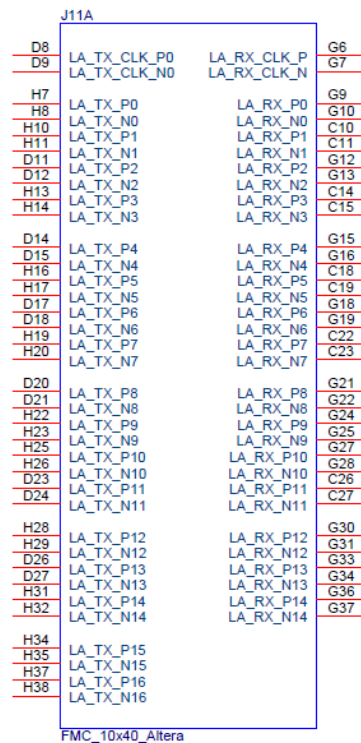 J11A
D8 LA_TX_CLK_P0 LA_RX_CLK_P G6
D9 LA_TX_CLK_N0 LA_RX_CLK_N G7
H7 LA_TX_P0 LA_RX_P0 G9
H8 LA_TX_N0 LA_RX_N0 G10
H10 LA_TX_P1 LA_RX_P1 C10
H11 LA_TX_N1 LA_RX_N1 C11
D11 LA_TX_P2 LA_RX_P2 G12
D12 LA_TX_N2 LA_RX_N2 G13
H13 LA_TX_P3 LA_RX_P3 C14
H14 LA_TX_N3 LA_RX_N3 C15
D14 LA_TX_P4 LA_RX_P4 G15
D15 LA_TX_N4 LA_RX_N4 G16
H16 LA_TX_P5 LA_RX_P5 C18
H17 LA_TX_N5 LA_RX_N5 C19
D17 LA_TX_P6 LA_RX_P6 G18
D18 LA_TX_N6 LA_RX_N6 G19
H19 LA_TX_P7 LA_RX_P7 C22
H20 LA_TX_N7 LA_RX_N7 C23
D20 LA_TX_P8 LA_RX_P8 G21
D21 LA_TX_N8 LA_RX_N8 G22
H22 LA_TX_P9 LA_RX_P9 G24
H23 LA_TX_N9 LA_RX_N9 G25
H25 LA_TX_P10 LA_RX_P10 G27
H26 LA_TX_N10 LA_RX_N10 G28
D23 LA_TX_P11 LA_RX_P11 C26
D24 LA_TX_N11 LA_RX_N11 C27
H28 LA_TX_P12 LA_RX_P12 G30
H29 LA_TX_N12 LA_RX_N12 G31
D26 LA_TX_P13 LA_RX_P13 G33
D27 LA_TX_N13 LA_RX_N13 G34
H31 LA_TX_P14 LA_RX_P14 G36
H32 LA_TX_N14 LA_RX_N14 G37
H34 LA_TX_P15
H35 LA_TX_N15
H37 LA_TX_P16
H38 LA_TX_N16
FMC_10x40_Altera